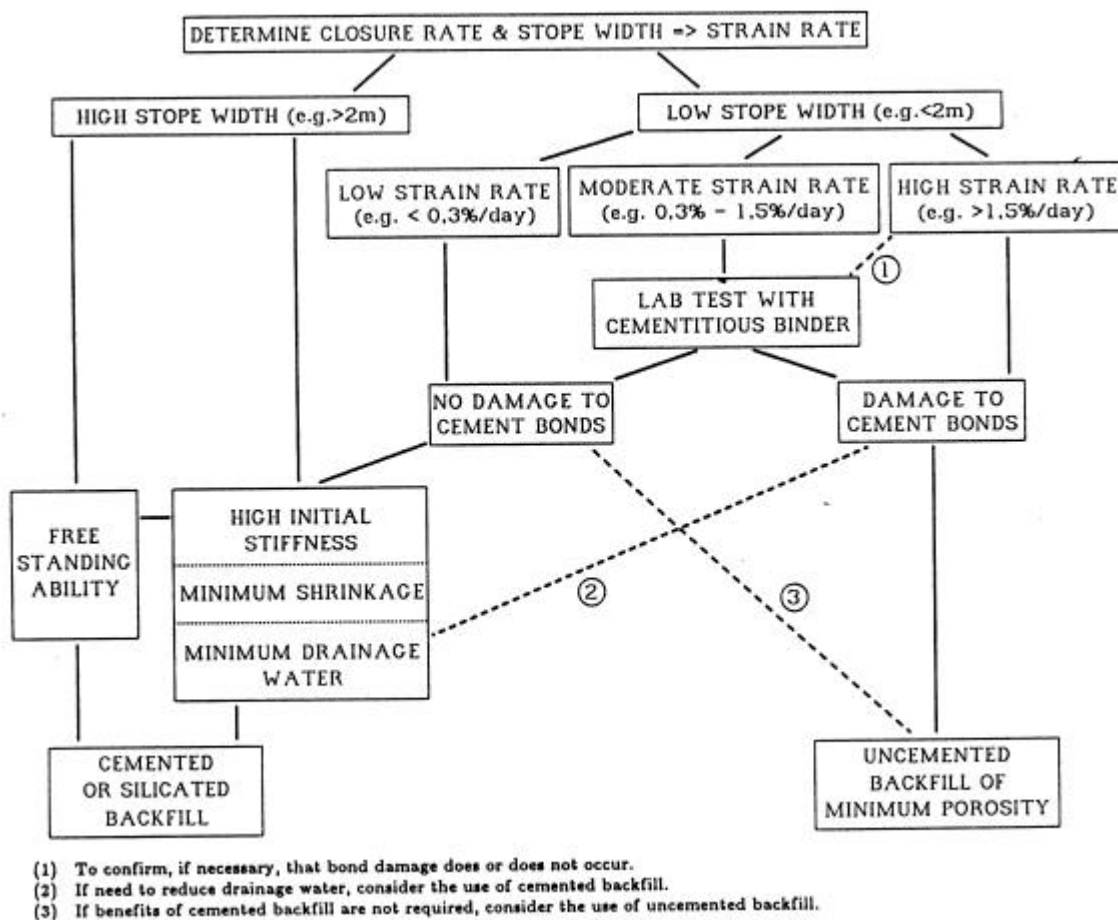 DETERMINE CLOSURE RATE & STOPE WIDTH => STRAIN RATE
HIGH STOPE WIDTH (e.g.>2m)
LOW STOPE WIDTH (e.g.<2m)
LOW STRAIN RATE
(e.g. < 0,3%/day)
MODERATE STRAIN RATE
(e.g. 0,3% - 1,5%/day)
HIGH STRAIN RATE
(e.g. >1,5%/day)
1
LAB TEST WITH
CEMENTITIOUS BINDER
NO DAMAGE TO
CEMENT BONDS
DAMAGE TO
CEMENT BONDS
FREE
STANDING
ABILITY
HIGH INITIAL
STIFFNESS
MINIMUM SHRINKAGE
MINIMUM DRAINAGE
WATER
2
3
CEMENTED
OR SILICATED
BACKFILL
UNCEMENTED
BACKFILL OF
MINIMUM POROSITY
(1) To confirm, if necessary, that bond damage does or does not occur.
(2) If need to reduce drainage water, consider the use of cemented backfill.
(3) If benefits of cemented backfill are not required, consider the use of uncemented backfill.